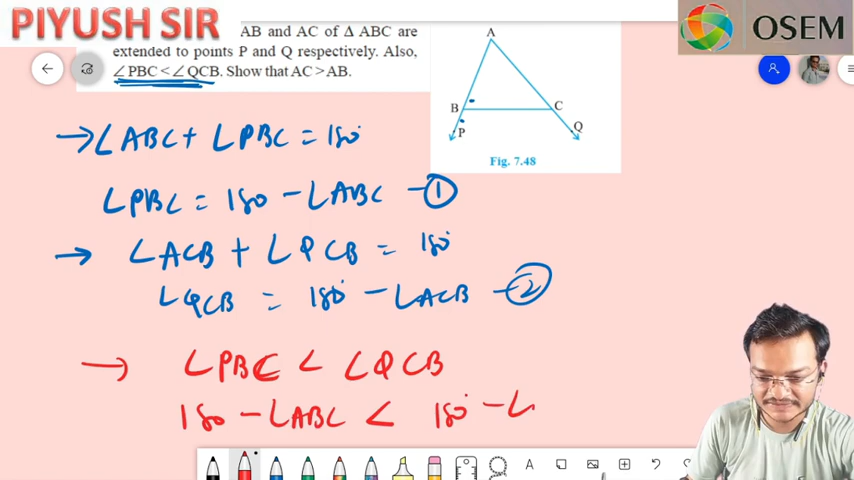 PIYUSH SIR
OSEM
AB and AC of Δ ABC are
extended to points P and Q respectively. Also,
∠ PBC < ∠ QCB. Show that AC > AB.
A
B
C
P
Q
Fig. 7.48
→ ∠ABC + ∠PBC = 180°
∠PBC = 180 - ∠ABC - ①
→ ∠ACB + ∠QCB = 180°
∠QCB = 180° - ∠ACB - ②
→ ∠PBC < ∠QCB
180 - ∠ABC < 180° - ∠
A